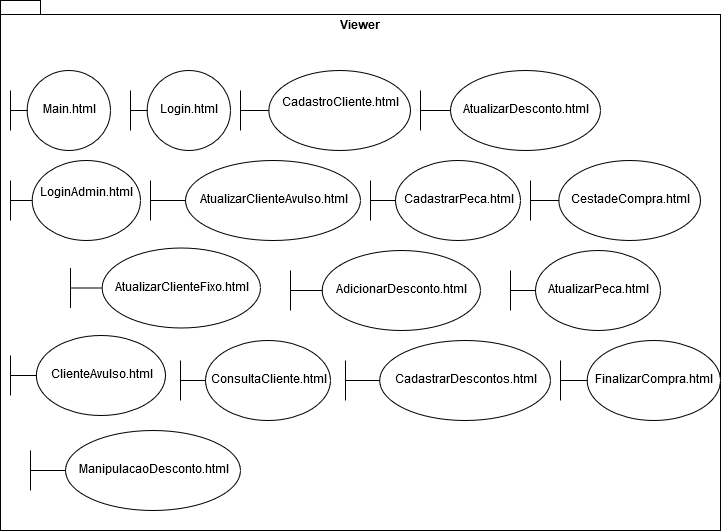 Viewer
Main.html
Login.html
CadastroCliente.html
AtualizarDesconto.html
LoginAdmin.html
AtualizarClienteAvulso.html
CadastrarPeca.html
CestadeCompra.html
AtualizarClienteFixo.html
AdicionarDesconto.html
AtualizarPeca.html
ClienteAvulso.html
ConsultaCliente.html
CadastrarDescontos.html
FinalizarCompra.html
ManipulacaoDesconto.html